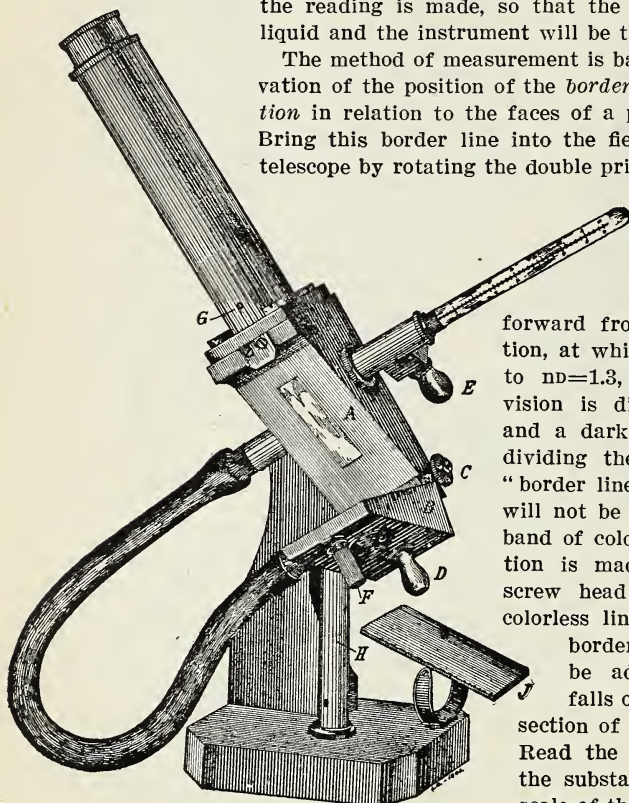 the reading is made, so that the
liquid and the instrument will be t
The method of measurement is ba
vation of the position of the border
tion in relation to the faces of a p
Bring this border line into the fie
telescope by rotating the double pri
forward fro
tion, at whi
to nD=1.3,
vision is di
and a dark
dividing the
"border line
will not be
band of colo
tion is mad
screw head
colorless lin
border
be ad
falls o
section of
Read the
the substa
scale of th
G
A
E
C
B
D
F
H
J